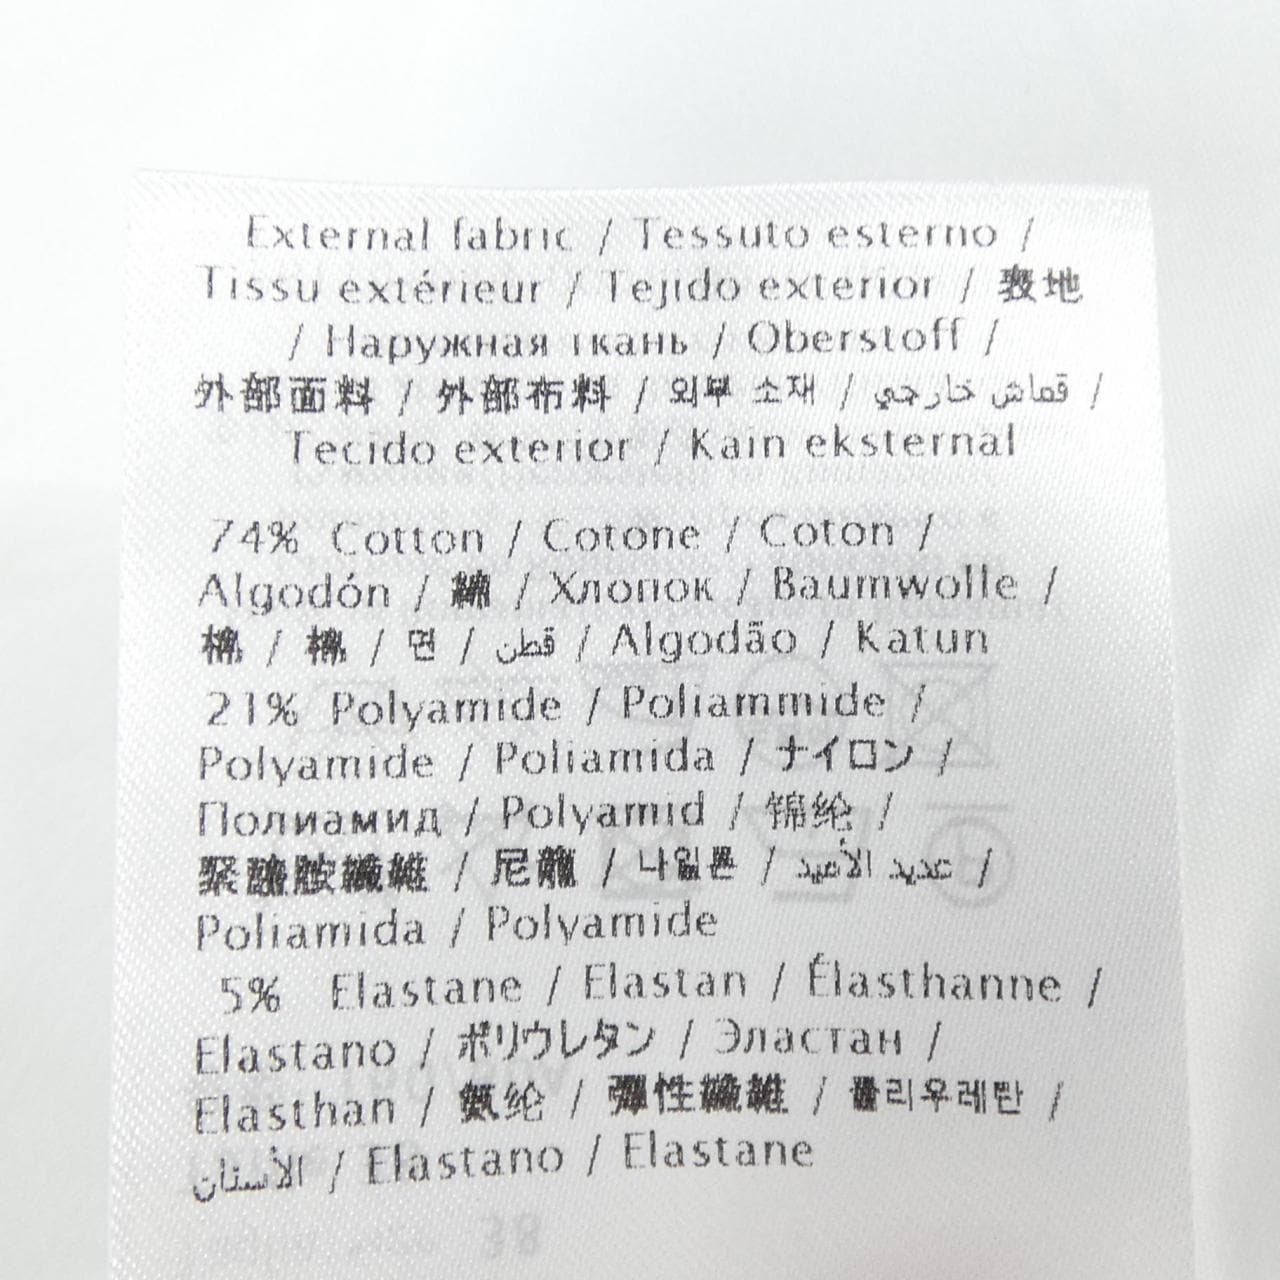 External fabric / Tessuto esterno /
Tissu extérieur / Tejido exterior / 表地
/ Наружная ткань / Oberstoff /
外部面料 / 外部布料 / 외부 소재 / قماش خارجي /
Tecido exterior / Kain eksternal
74% Cotton / Cotone / Coton /
Algodón / 綿 / Хлопок / Baumwolle /
棉 / 棉 / 면 / قطن / Algodão / Katun
21% Polyamide / Poliammide /
Polyamide / Poliamida / ナイロン /
Полиамид / Polyamid / 锦纶 /
聚醯胺纖維 / 尼龍 / 나일론 / عديد الأميد /
Poliamida / Polyamide
5% Elastane / Elastan / Élasthanne /
Elastano / ポリウレタン / Эластан /
Elasthan / 氨纶 / 彈性纖維 / 폴리우레탄 /
الأستان / Elastano / Elastane
38